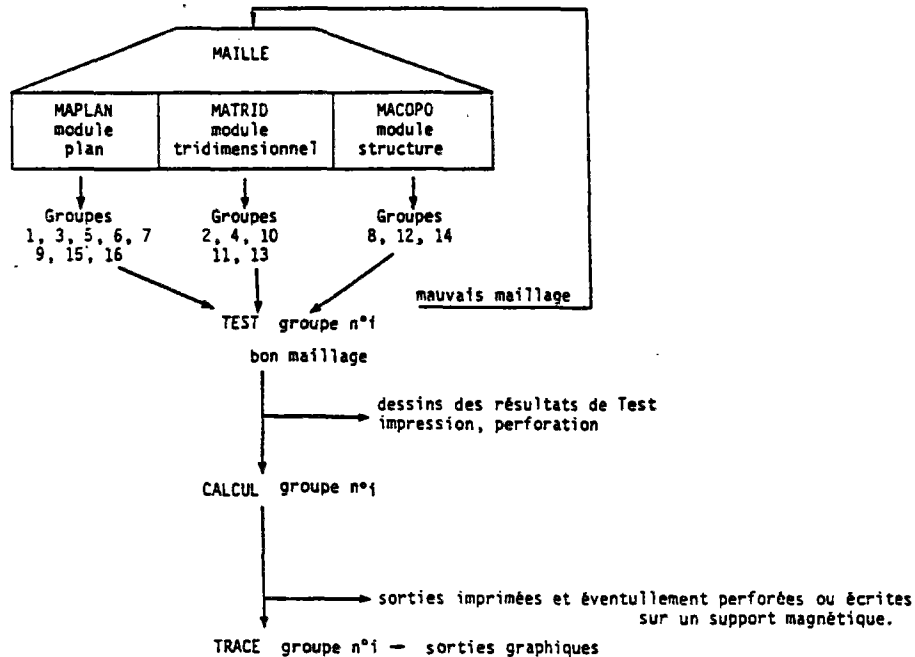 MAILLE
MAPLAN
module
plan
MATRID
module
tridimensionnel
MACOPO
module
structure
Groupes
1, 3, 5, 6, 7
9, 15, 16
Groupes
2, 4, 10
11, 13
Groupes
8, 12, 14
mauvais maillage
TEST groupe n°i
bon maillage
dessins des résultats de Test
impression, perforation
CALCUL groupe n°i
sorties imprimées et éventullement perforées ou écrites
sur un support magnétique.
TRACE groupe n°i — sorties graphiques